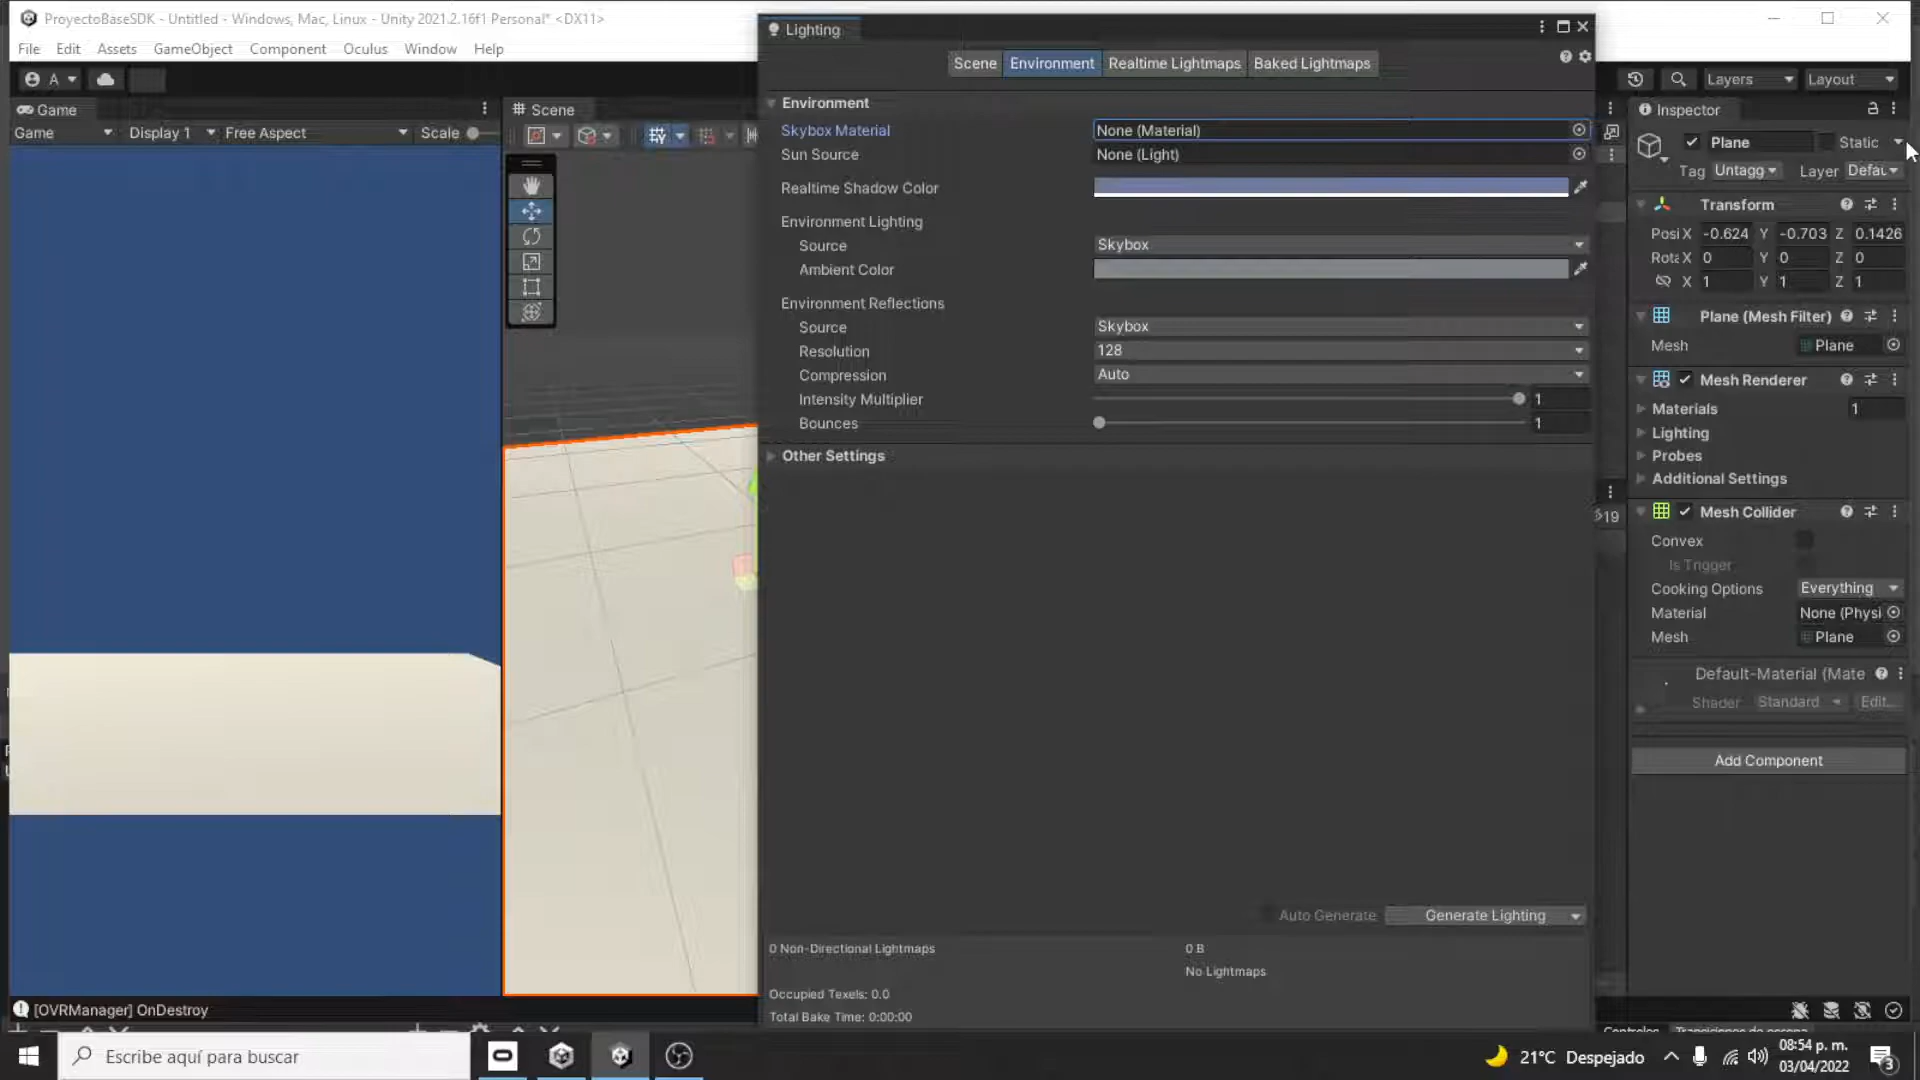 ProyectoBaseSDK - Untitled - Windows, Mac, Linux - Unity 2021.2.16f1 Personal* <DX11>
File Edit Assets GameObject Component Oculus Window Help
A
Layers
Layout
Game
Game
Display 1
Free Aspect
Scale
Scene
Lighting
Scene
Environment
Realtime Lightmaps
Baked Lightmaps
Environment
Skybox Material
None (Material)
Sun Source
None (Light)
Realtime Shadow Color
Environment Lighting
Source
Skybox
Ambient Color
Environment Reflections
Source
Skybox
Resolution
128
Compression
Auto
Intensity Multiplier
1
Bounces
1
Other Settings
Auto Generate
Generate Lighting
0 Non-Directional Lightmaps
0 B
No Lightmaps
Occupied Texels: 0.0
Total Bake Time: 0:00:00
19
Inspector
Plane
Static
Tag Untagg Layer Defau
Transform
Posi X -0.624 Y -0.703 Z 0.1426
Rota X 0 Y 0 Z 0
X 1 Y 1 Z 1
Plane (Mesh Filter)
Mesh
Plane
Mesh Renderer
Materials
1
Lighting
Probes
Additional Settings
Mesh Collider
Convex
Is Trigger
Cooking Options
Everything
Material
None (Physi
Mesh
Plane
Default-Material (Mate
Shader Standard Edit...
Add Component
[OVRManager] OnDestroy
Escribe aquí para buscar
21°C Despejado
08:54 p. m.
03/04/2022
3